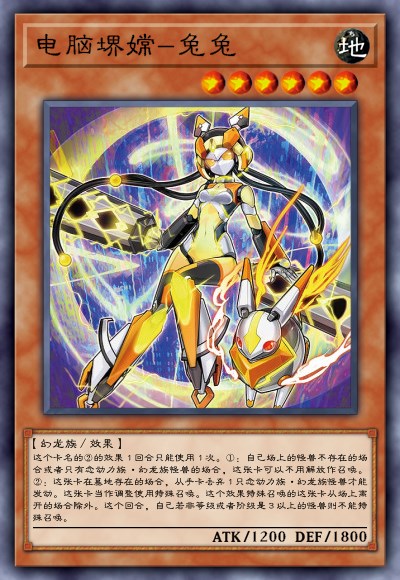 电脑堺嫦-兔兔
地
【幻龙族/效果】
这个卡名的②的效果1回合只能使用1次。①：自己场上的怪兽不存在的场
合或者只有念动力族·幻龙族怪兽的场合，这张卡可以不用解放作召唤。
②：这张卡在墓地存在的场合，从手卡丢弃1只念动力族·幻龙族怪兽才能
发动。这张卡当作调整使用特殊召唤。这个效果特殊召唤的这张卡从场上离
开的场合除外。这个回合，自己若非等级或者阶级是3以上的怪兽则不能特
殊召唤。
ATK/1200 DEF/1800